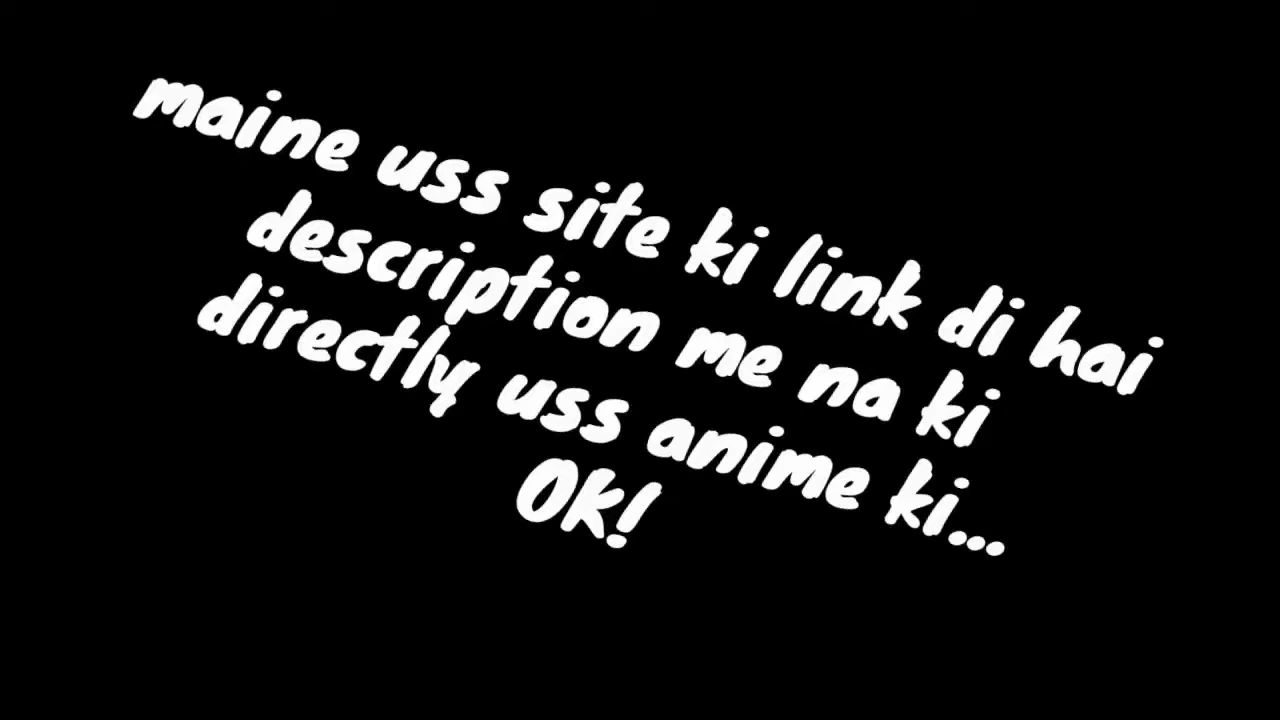 maine uss site ki link di hai
description me na ki
directly uss anime ki...
OK!